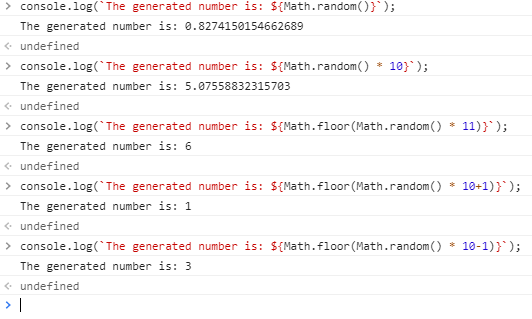 > console.log(`The generated number is: ${Math.random()}`);
The generated number is: 0.8274150154662689
undefined
> console.log(`The generated number is: ${Math.random() * 10}`);
The generated number is: 5.07558832315703
undefined
> console.log(`The generated number is: ${Math.floor(Math.random() * 11)}`);
The generated number is: 6
undefined
> console.log(`The generated number is: ${Math.floor(Math.random() * 10+1)}`);
The generated number is: 1
undefined
> console.log(`The generated number is: ${Math.floor(Math.random() * 10-1)}`);
The generated number is: 3
undefined
>